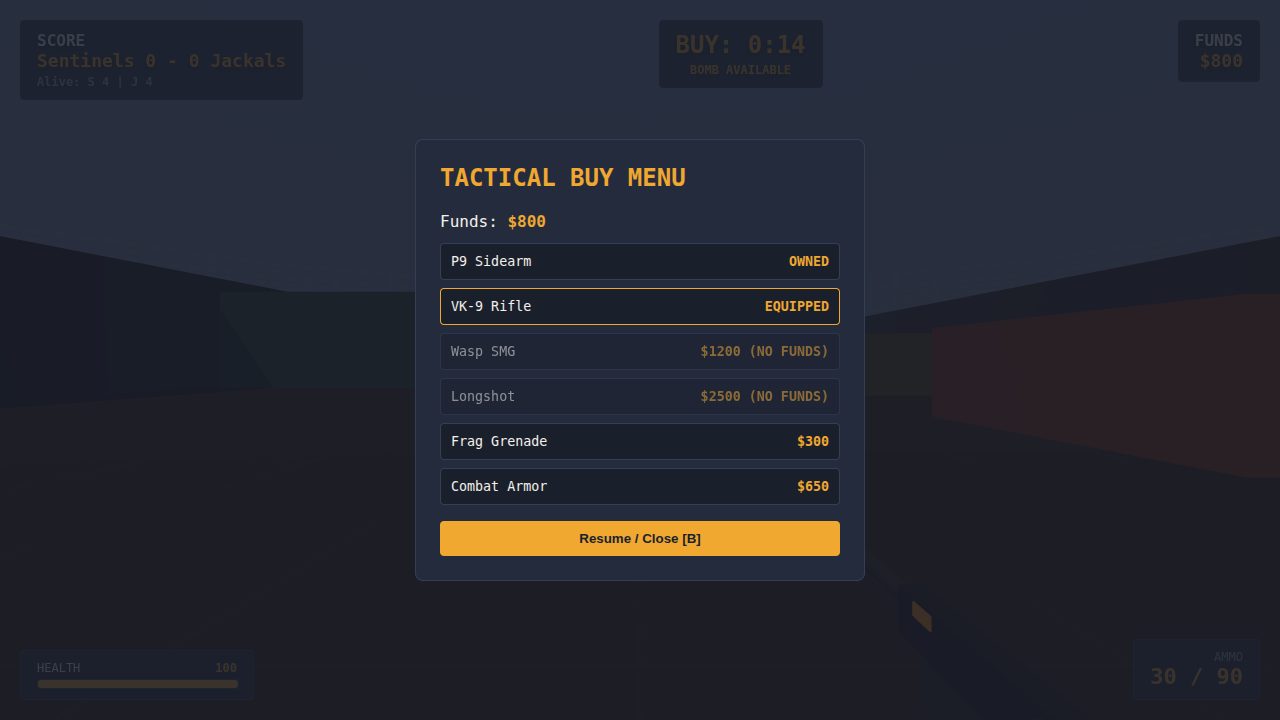 SCORE
Sentinels 0 - 0 Jackals
Alive: S 4 | J 4
BUY: 0:14
BOMB AVAILABLE
FUNDS
$800
TACTICAL BUY MENU
Funds: $800
P9 Sidearm OWNED
VK-9 Rifle EQUIPPED
Wasp SMG $1200 (NO FUNDS)
Longshot $2500 (NO FUNDS)
Frag Grenade $300
Combat Armor $650
Resume / Close [B]
HEALTH 100
AMMO
30 / 90